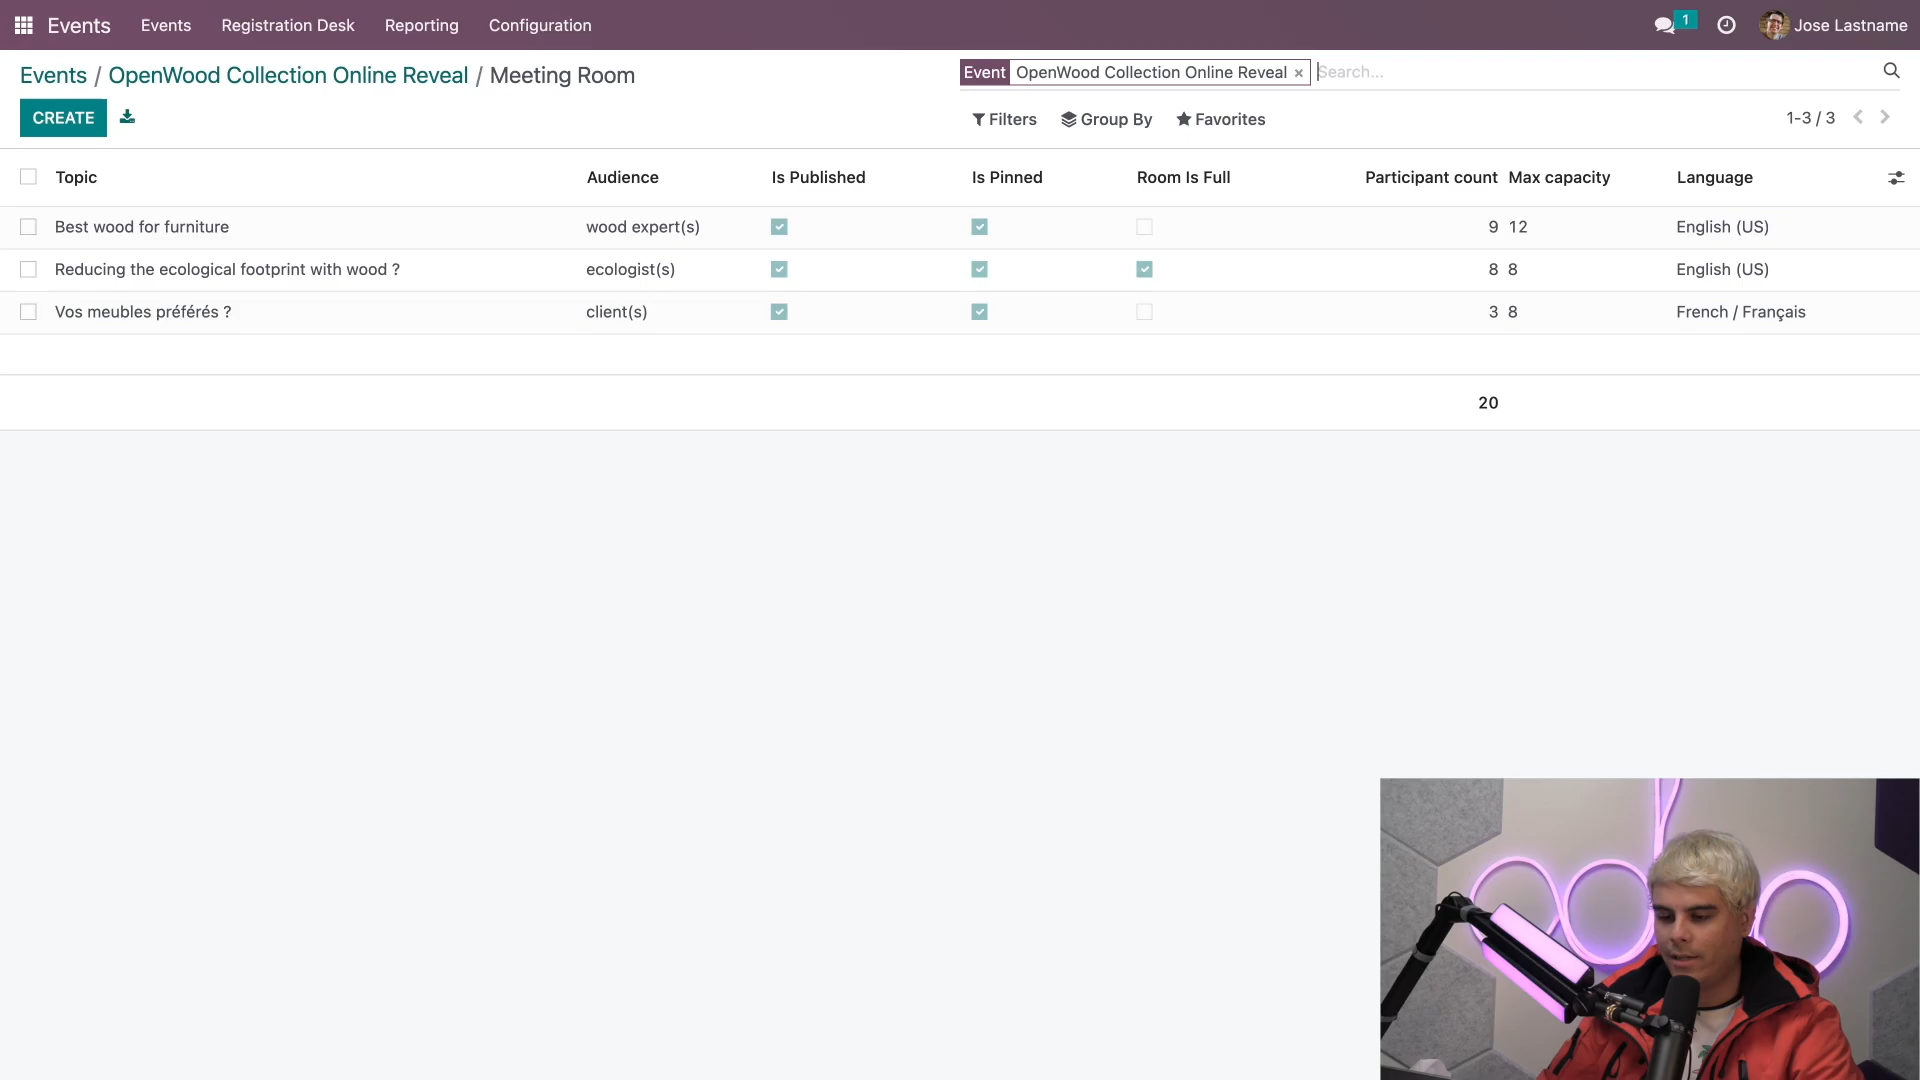 Events Events Registration Desk Reporting Configuration 1 Jose Lastname
Events / OpenWood Collection Online Reveal / Meeting Room
Event OpenWood Collection Online Reveal × Search...
CREATE
Filters Group By Favorites 1-3 / 3
Topic Audience Is Published Is Pinned Room Is Full Participant count Max capacity Language
Best wood for furniture wood expert(s) 9 12 English (US)
Reducing the ecological footprint with wood ? ecologist(s) 8 8 English (US)
Vos meubles préférés ? client(s) 3 8 French / Français
20
odoo